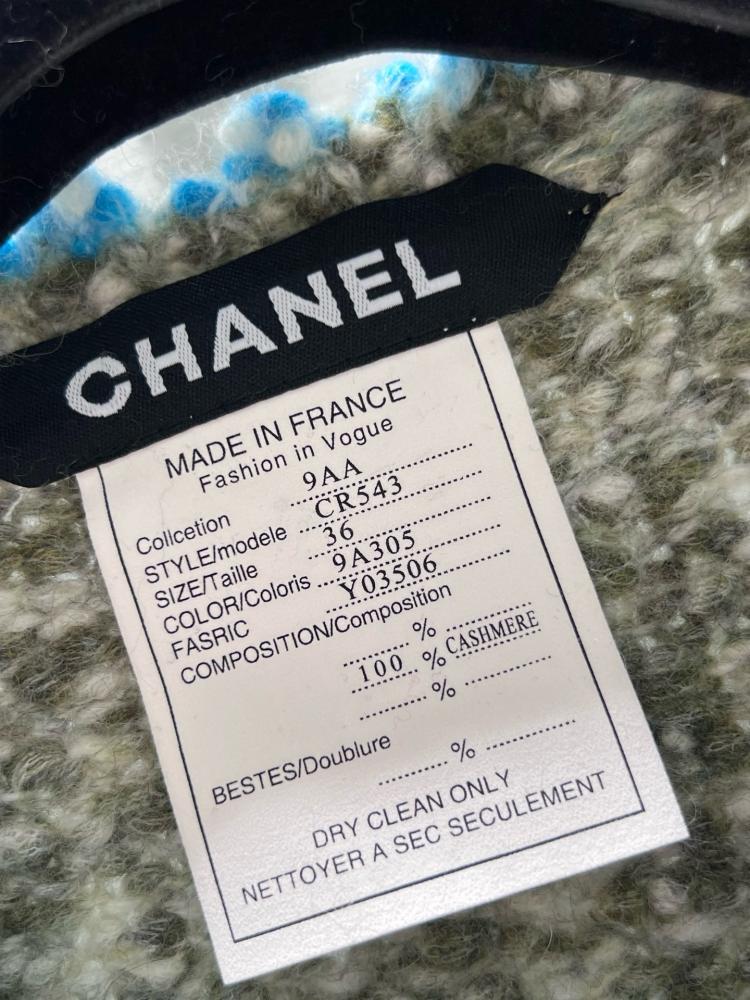 CHANEL
MADE IN FRANCE
Fashion in Vogue
Collcetion 9AA
STYLE/modele CR543
SIZE/Taille 36
COLOR/Coloris 9A305
FASRIC Y03506
COMPOSITION/Composition
%
100 % CASHMERE
%
BESTES/Doublure %
DRY CLEAN ONLY
NETTOYER A SEC SECULEMENT